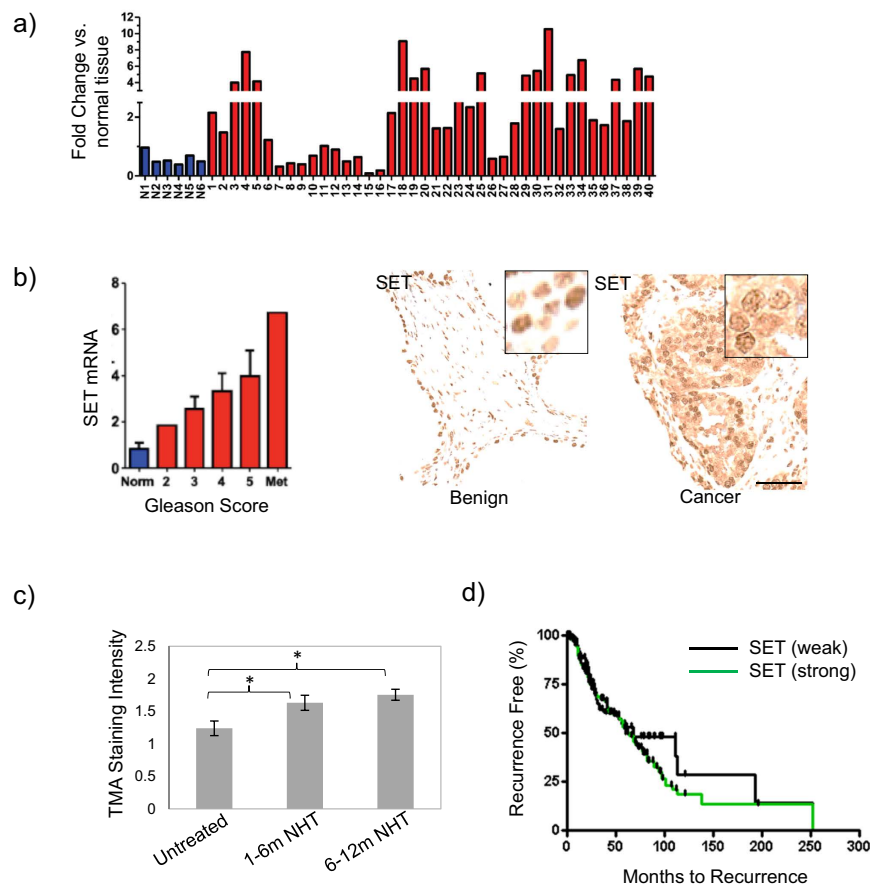 a)
Fold Change vs. normal tissue
12
10
8
6
4
2
0
N1 N2 N3 N4 N5 N6 1 2 3 4 5 6 7 8 9 10 11 12 13 14 15 16 17 18 19 20 21 22 23 24 25 26 27 28 29 30 31 32 33 34 35 36 37 38 39 40
b)
SET mRNA
8
6
4
2
0
Norm 2 3 4 5 Met
Gleason Score
SET
Benign
SET
Cancer
c)
TMA Staining Intensity
2.5
2
1.5
1
0.5
0
*
*
Untreated
1-6m NHT
6-12m NHT
d)
Recurrence Free (%)
100
75
50
25
0
0 50 100 150 200 250 300
Months to Recurrence
SET (weak)
SET (strong)